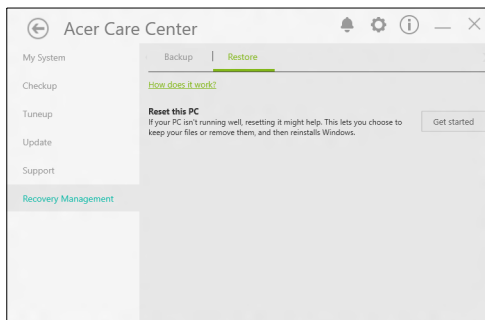 Acer Care Center
My System
Checkup
Tuneup
Update
Support
Recovery Management
Backup
Restore
How does it work?
Reset this PC
If your PC isn't running well, resetting it might help. This lets you choose to
keep your files or remove them, and then reinstalls Windows.
Get started